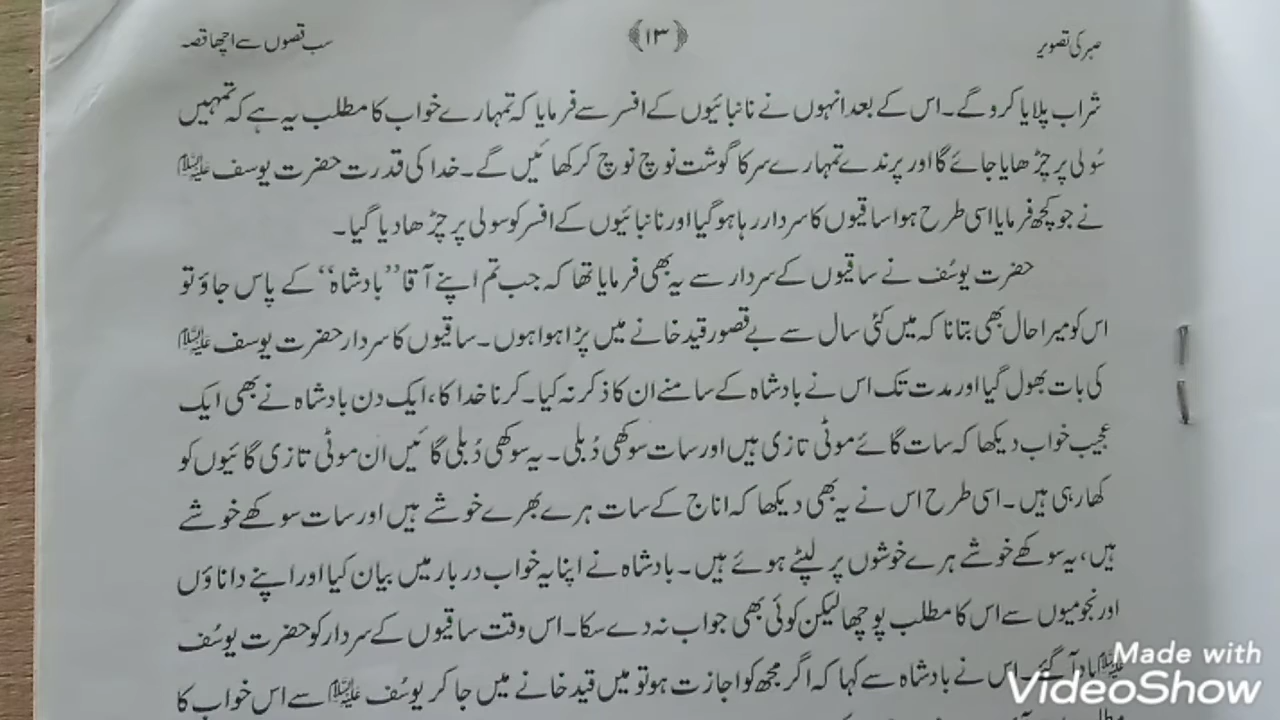 صبر کی تصویر ﴿۱۳﴾ سب قصوں سے اچھا قصہ
شراب پلایا کرو گے۔ اس کے بعد انہوں نے نانبائیوں کے افسر سے فرمایا کہ تمہارے خواب کا مطلب یہ ہے کہ تمہیں
سُولی پر چڑھایا جائے گا اور پرندے تمہارے سر کا گوشت نوچ نوچ کر کھائیں گے۔ خدا کی قدرت حضرت یوسف علیہ السلام
نے جو کچھ فرمایا اسی طرح ہوا ساقیوں کا سردار رہا ہو گیا اور نانبائیوں کے افسر کو سولی پر چڑھا دیا گیا۔
حضرت یوسُف نے ساقیوں کے سردار سے یہ بھی فرمایا تھا کہ جب تم اپنے آقا ”بادشاہ“ کے پاس جاؤ تو
اس کو میرا حال بھی بتانا کہ میں کئی سال سے بے قصور قید خانے میں پڑا ہوا ہوں۔ ساقیوں کا سردار حضرت یوسف علیہ السلام
کی بات بھول گیا اور مدت تک اس نے بادشاہ کے سامنے ان کا ذکر نہ کیا۔ کرنا خدا کا، ایک دن بادشاہ نے بھی ایک
عجیب خواب دیکھا کہ سات گائے موٹی تازی ہیں اور سات سوکھی دُبلی۔ یہ سوکھی دُبلی گائیں ان موٹی تازی گائیوں کو
کھا رہی ہیں۔ اسی طرح اس نے یہ بھی دیکھا کہ اناج کے سات ہرے بھرے خوشے ہیں اور سات سوکھے خوشے
ہیں، یہ سوکھے خوشے ہرے خوشوں پر لپٹے ہوئے ہیں۔ بادشاہ نے اپنا یہ خواب دربار میں بیان کیا اور اپنے داناؤں
اور نجومیوں سے اس کا مطلب پوچھا لیکن کوئی بھی جواب نہ دے سکا۔ اس وقت ساقیوں کے سردار کو حضرت یوسُف
علیہ السلام یاد آ گئے۔ اس نے بادشاہ سے کہا کہ اگر مجھ کو اجازت ہو تو میں قید خانے میں جا کر یوسُف علیہ السلام سے اس خواب کا
Made with
VideoShow